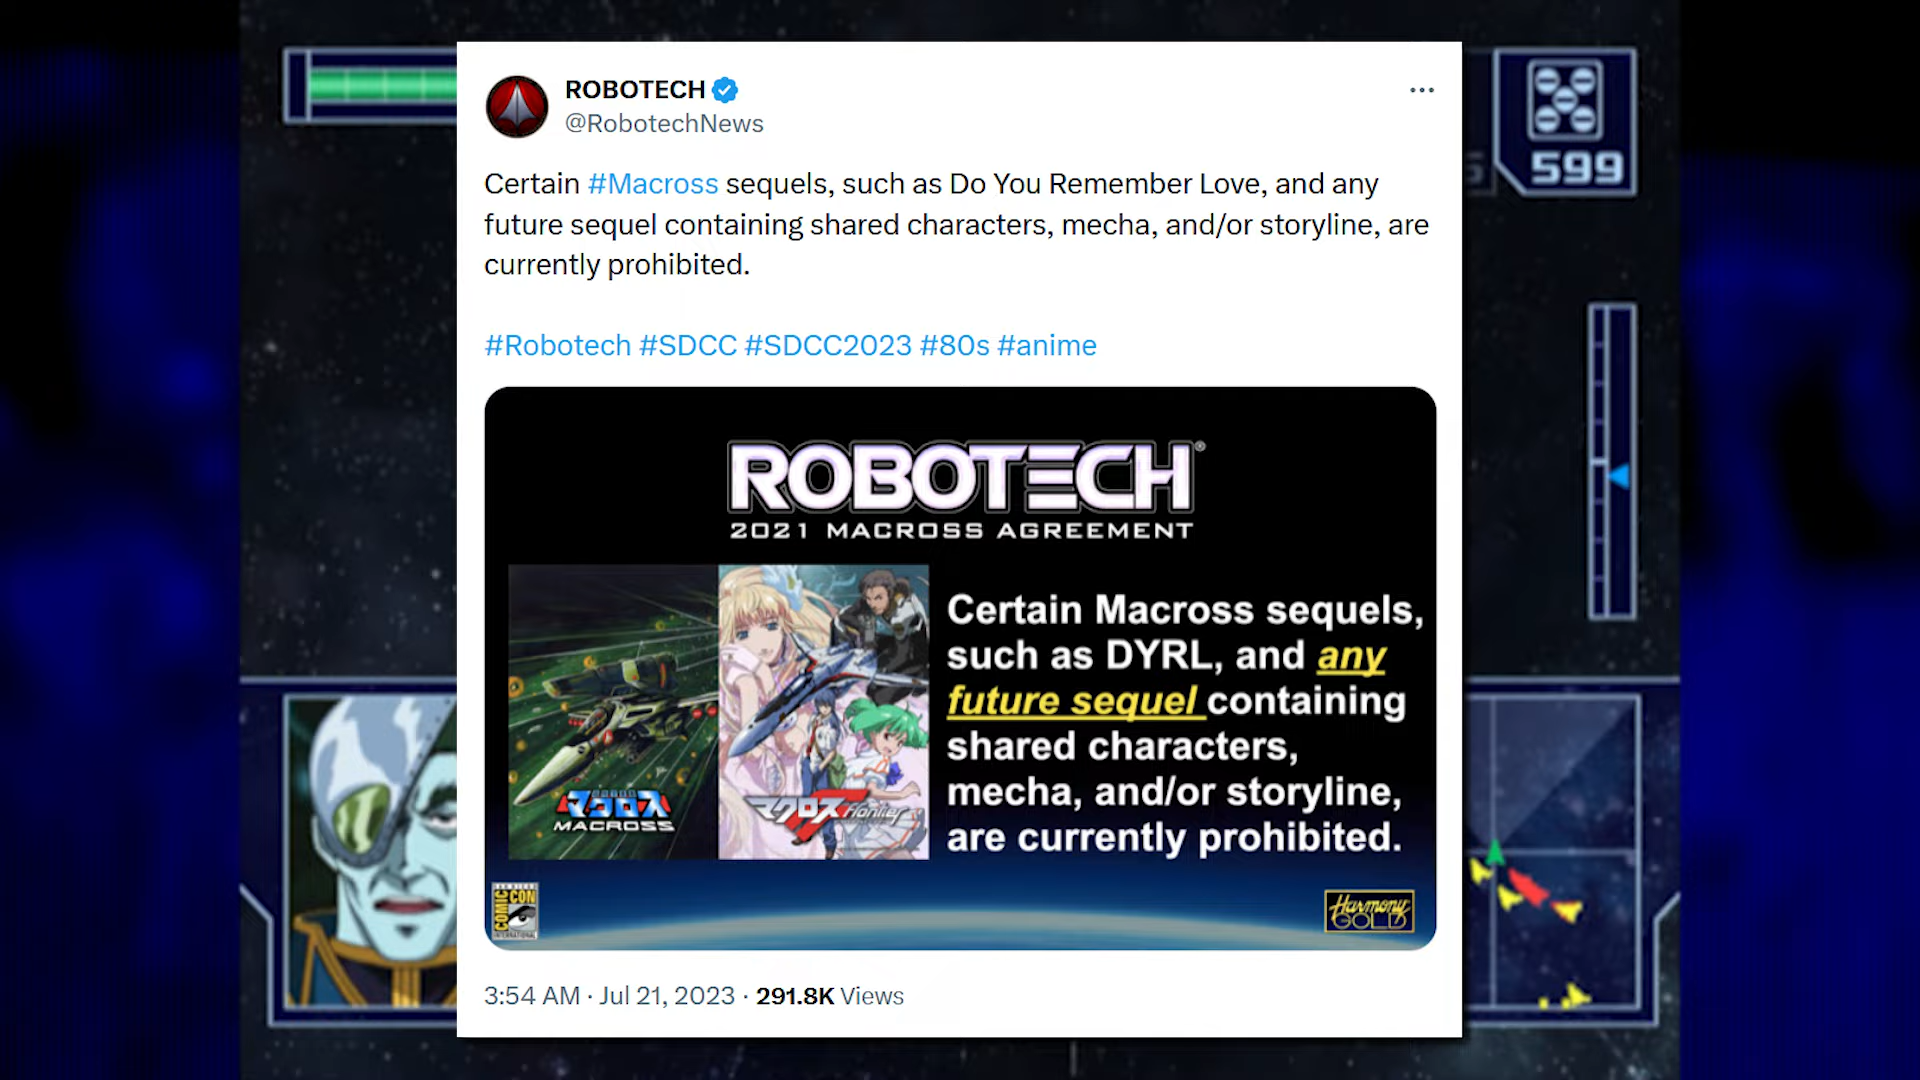 ROBOTECH
@RobotechNews
599
Certain #Macross sequels, such as Do You Remember Love, and any
future sequel containing shared characters, mecha, and/or storyline, are
currently prohibited.
#Robotech #SDCC #SDCC2023 #80s #anime
ROBOTECH®
2021 MACROSS AGREEMENT
Certain Macross sequels,
such as DYRL, and any
future sequel containing
shared characters,
mecha, and/or storyline,
are currently prohibited.
マクロス
MACROSS
マクロス Frontier
COMIC CON
INTERNATIONAL
Harmony
GOLD
3:54 AM · Jul 21, 2023 · 291.8K Views